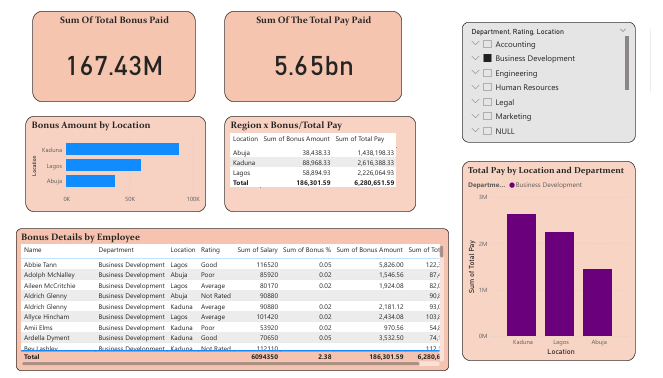 Sum Of Total Bonus Paid
167.43M
Sum Of The Total Pay Paid
5.65bn
Department, Rating, Location
Accounting
Business Development
Engineering
Human Resources
Legal
Marketing
NULL
Bonus Amount by Location
Location
Kaduna
Lagos
Abuja
0K 50K 100K
Region x Bonus/Total Pay
Location Sum of Bonus Amount Sum of Total Pay
Abuja 38,438.33 1,438,198.33
Kaduna 88,968.33 2,616,388.33
Lagos 58,894.93 2,226,064.93
Total 186,301.59 6,280,651.59
Total Pay by Location and Department
Departme... Business Development
Sum of Total Pay
3M
2M
1M
0M
Kaduna Lagos Abuja
Location
Bonus Details by Employee
Name Department Location Rating Sum of Salary Sum of Bonus % Sum of Bonus Amount Sum of Tot
Abbie Tann Business Development Lagos Good 116520 0.05 5,826.00 122,3
Adolph McNalley Business Development Abuja Poor 85920 0.02 1,546.56 87,4
Aileen McCritchie Business Development Lagos Average 80170 0.02 1,924.08 82,0
Aldrich Glenny Business Development Abuja Not Rated 90880 90,8
Aldrich Glenny Business Development Kaduna Average 90880 0.02 2,181.12 93,0
Allyce Hincham Business Development Lagos Average 101420 0.02 2,434.08 103,8
Amii Elms Business Development Kaduna Poor 53920 0.02 970.56 54,8
Ardella Dyment Business Development Kaduna Good 70650 0.05 3,532.50 74,1
Bev Lashley Business Development Kaduna Not Rated 112110 112,1
Total 6094350 2.38 186,301.59 6,280,6